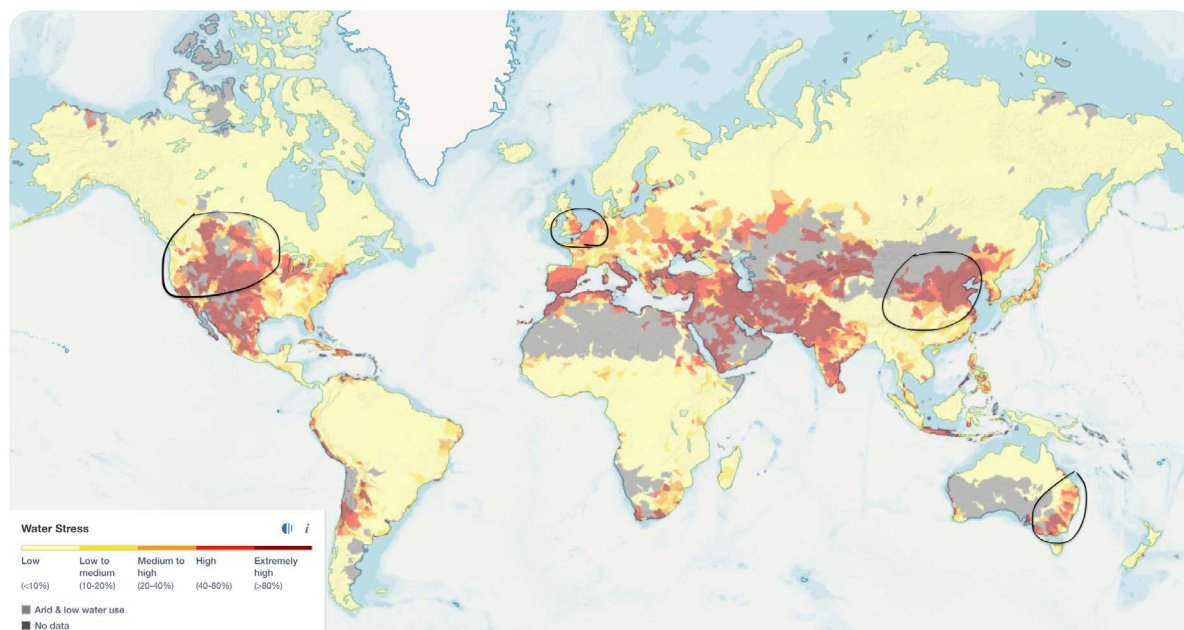 Water Stress i
Low Low to medium Medium to high High Extremely high
(<10%) (10-20%) (20-40%) (40-80%) (>80%)
Arid & low water use
No data